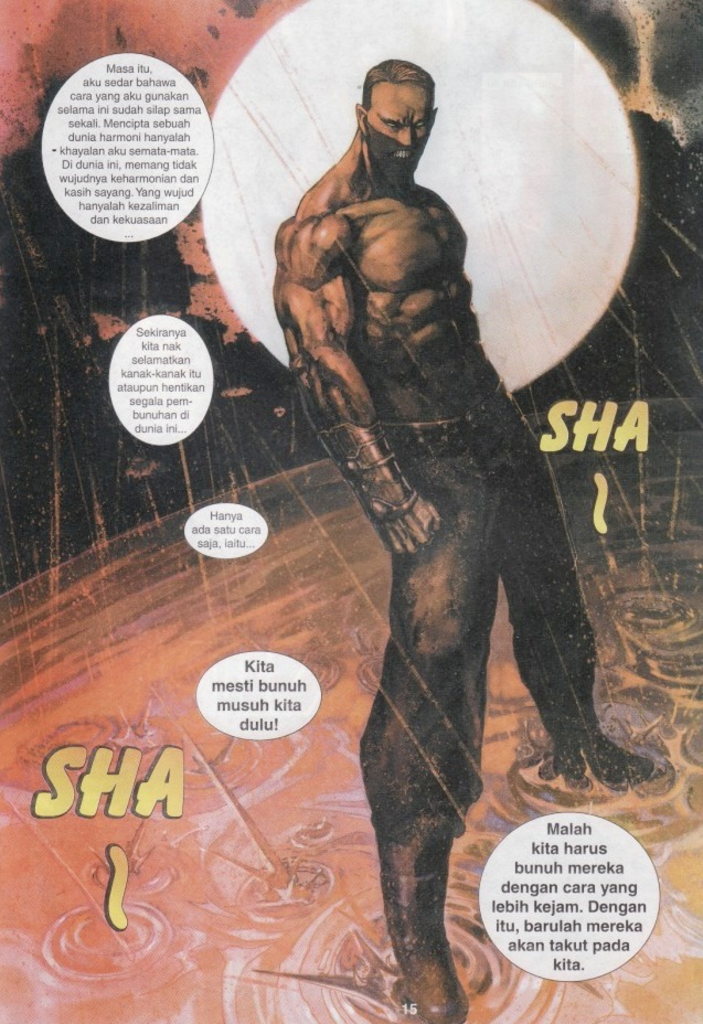 Masa itu,
aku sedar bahawa
cara yang aku gunakan
selama ini sudah silap sama
sekali. Mencipta sebuah
dunia harmoni hanyalah
khayalan aku semata-mata.
Di dunia ini, memang tidak
wujudnya keharmonian dan
kasih sayang. Yang wujud
hanyalah kezaliman
dan kekuasaan
...
Sekiranya
kita nak
selamatkan
kanak-kanak itu
ataupun hentikan
segala pem-
bunuhan di
dunia ini...
SHA
Hanya
ada satu cara
saja, iaitu...
Kita
mesti bunuh
musuh kita
dulu!
SHA
Malah
kita harus
bunuh mereka
dengan cara yang
lebih kejam. Dengan
itu, barulah mereka
akan takut pada
kita.
15